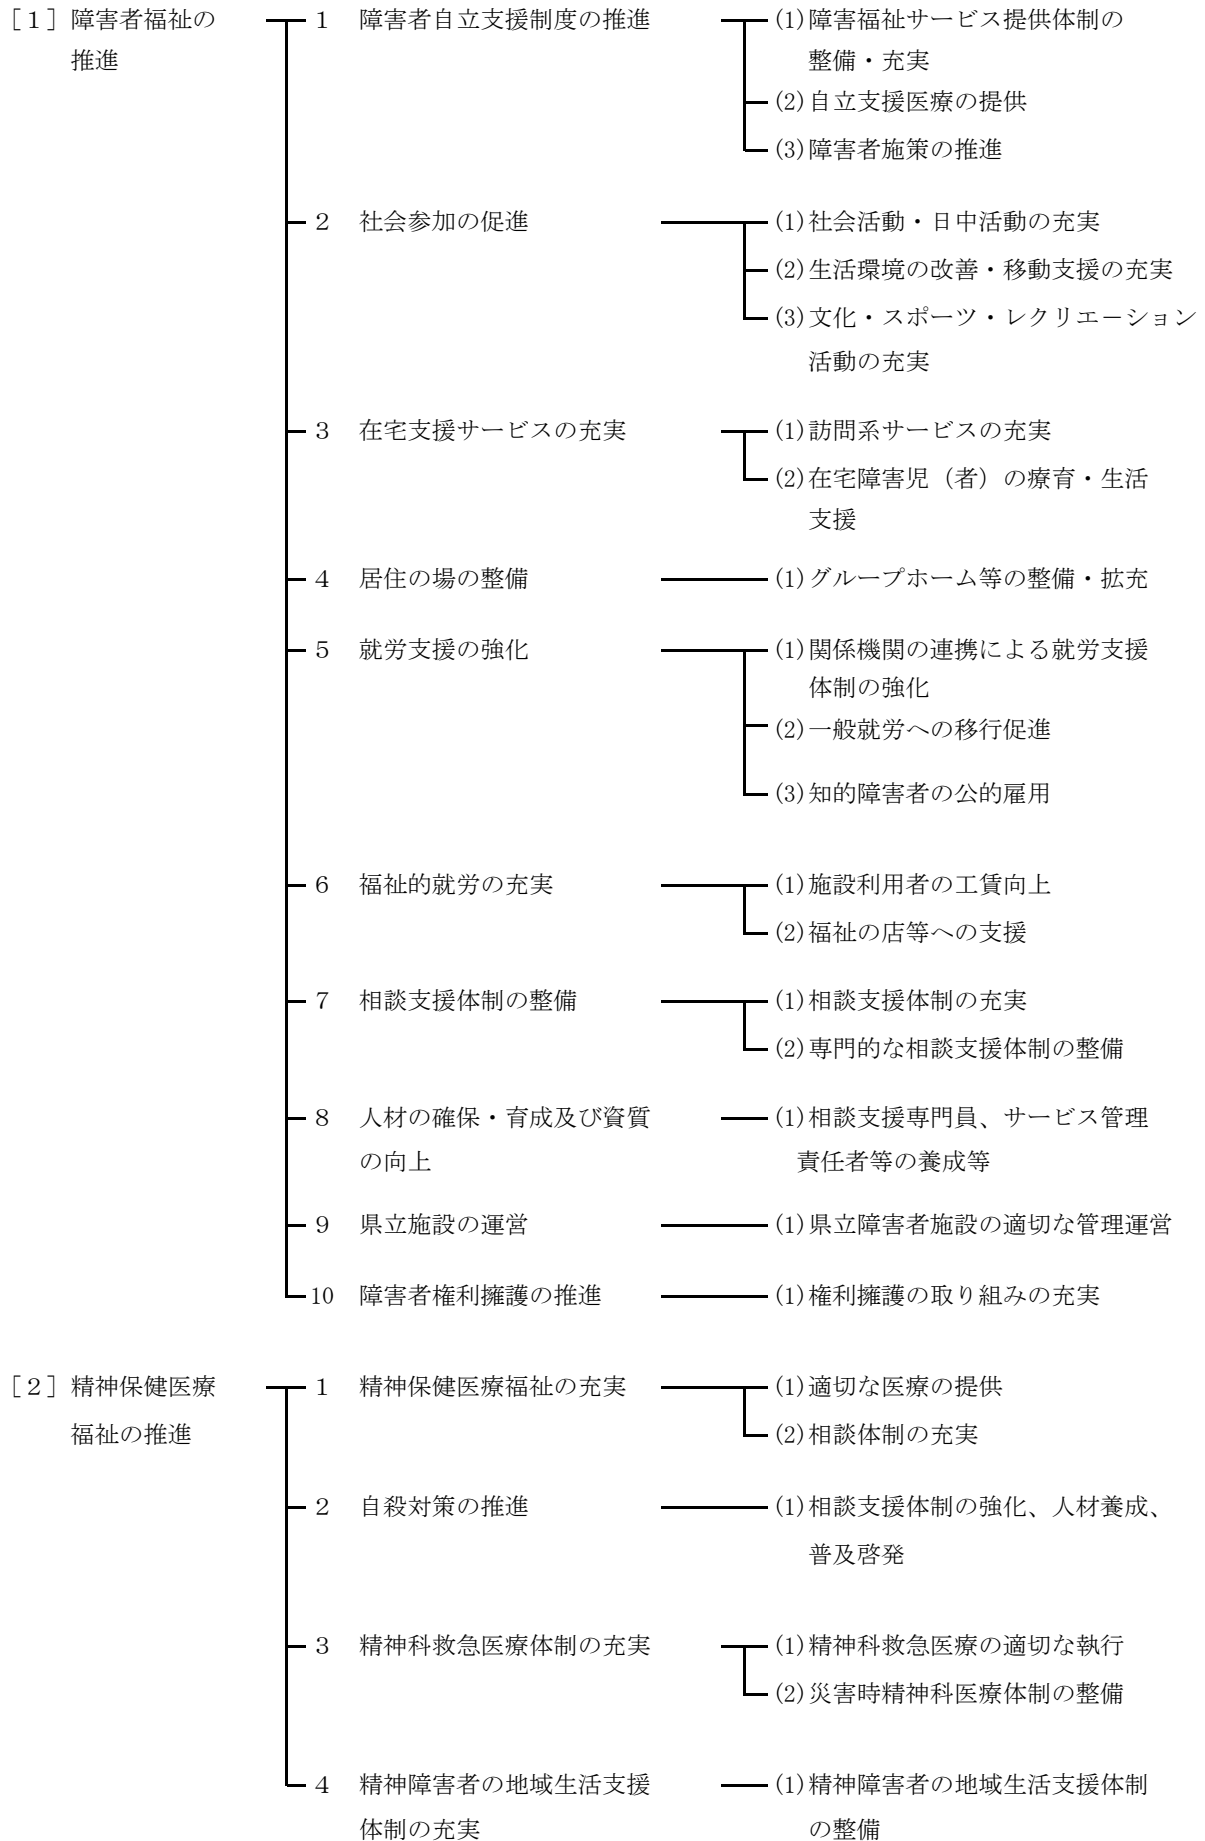 ［１］障害者福祉の　1　障害者自立支援制度の推進　(1)障害福祉サービス提供体制の
推進　整備・充実
(2)自立支援医療の提供
(3)障害者施策の推進
2　社会参加の促進　(1)社会活動・日中活動の充実
(2)生活環境の改善・移動支援の充実
(3)文化・スポーツ・レクリエーション
活動の充実
3　在宅支援サービスの充実　(1)訪問系サービスの充実
(2)在宅障害児（者）の療育・生活
支援
4　居住の場の整備　(1)グループホーム等の整備・拡充
5　就労支援の強化　(1)関係機関の連携による就労支援
体制の強化
(2)一般就労への移行促進
(3)知的障害者の公的雇用
6　福祉的就労の充実　(1)施設利用者の工賃向上
(2)福祉の店等への支援
7　相談支援体制の整備　(1)相談支援体制の充実
(2)専門的な相談支援体制の整備
8　人材の確保・育成及び資質　(1)相談支援専門員、サービス管理
の向上　責任者等の養成等
9　県立施設の運営　(1)県立障害者施設の適切な管理運営
10　障害者権利擁護の推進　(1)権利擁護の取り組みの充実
［２］精神保健医療　1　精神保健医療福祉の充実　(1)適切な医療の提供
福祉の推進　(2)相談体制の充実
2　自殺対策の推進　(1)相談支援体制の強化、人材養成、
普及啓発
3　精神科救急医療体制の充実　(1)精神科救急医療の適切な執行
(2)災害時精神科医療体制の整備
4　精神障害者の地域生活支援　(1)精神障害者の地域生活支援体制
体制の充実　の整備